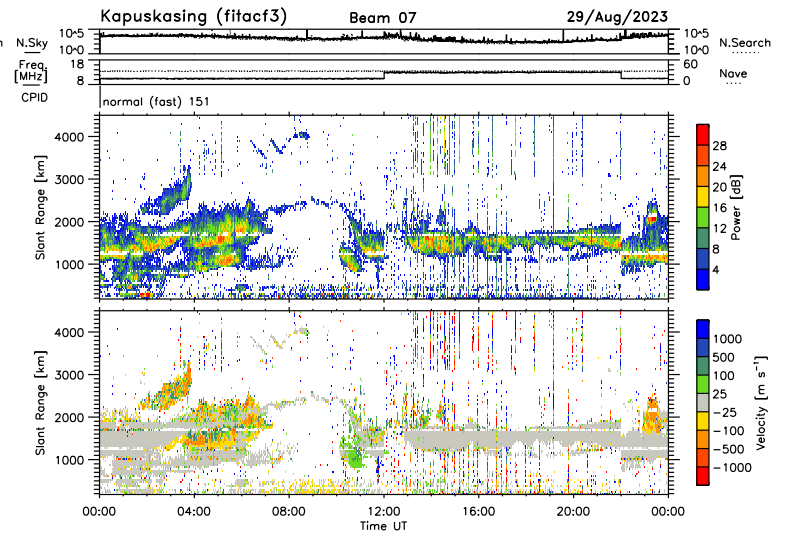 Kapuskasing (fitacf3) Beam 07 29/Aug/2023
n N.Sky 10^5 10^0 10^5 10^0 N.Search
Freq. [MHz] 18 8 60 0 Nave
CPID normal (fast) 151
4000
3000
2000
1000
Slant Range [km]
28
24
20
16
12
8
4
Power [dB]
4000
3000
2000
1000
Slant Range [km]
1000
500
100
25
-25
-100
-500
-1000
Velocity [m s⁻¹]
00:00 04:00 08:00 12:00 16:00 20:00 00:00
Time UT